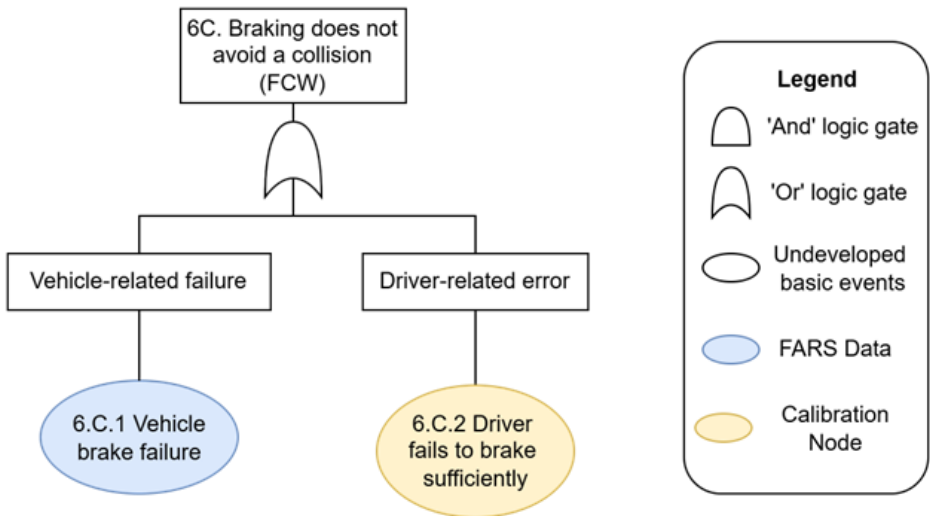 6C. Braking does not
avoid a collision
(FCW)
Vehicle-related failure
Driver-related error
6.C.1 Vehicle
brake failure
6.C.2 Driver
fails to brake
sufficiently
Legend
'And' logic gate
'Or' logic gate
Undeveloped
basic events
FARS Data
Calibration
Node